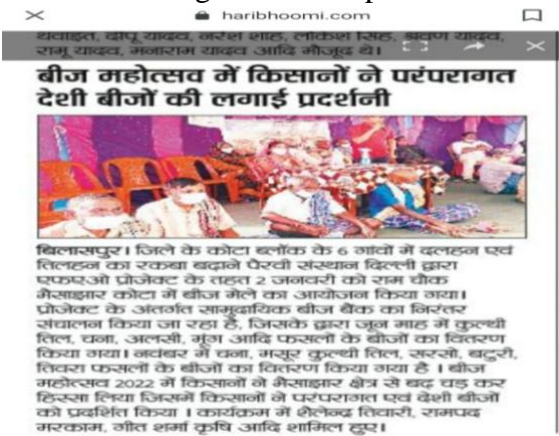 haribhoomi.com
थवाइत, दीपू यादव, नरेश शाह, लोकेश सिंह, श्रवण यादव,
रामू यादव, मनाराम यादव आदि मौजूद थे।
बीज महोत्सव में किसानों ने परंपरागत
देशी बीजों की लगाई प्रदर्शनी
बिलासपुर। जिले के कोटा ब्लॉक के 6 गांवों में दलहन एवं
तिलहन का रकबा बढ़ाने पैरवी संस्थान दिल्ली द्वारा
एफएओ प्रोजेक्ट के तहत 2 जनवरी को राम चौक
भैसाझार कोटा में बीज मेले का आयोजन किया गया।
प्रोजेक्ट के अंतर्गत सामुदायिक बीज बैंक का निरंतर
संचालन किया जा रहा है, जिसके द्वारा जून माह में कुल्थी
तिल, चना, अलसी, मूंग आदि फसलों के बीजों का वितरण
किया गया। नवंबर में चना, मसूर कुल्थी तिल, सरसो, बटुरी,
तिवरा फसलों के बीजों का वितरण किया गया है । बीज
महोत्सव 2022 में किसानों ने भैसाझार क्षेत्र से बढ़ चड़ कर
हिस्सा लिया जिसमें किसानों ने परंपरागत एवं देशी बीजों
को प्रदर्शित किया । कार्यक्रम में शैलेन्द्र तिवारी, रामपद
मरकाम, गीत शर्मा कृषि आदि शामिल हुए।